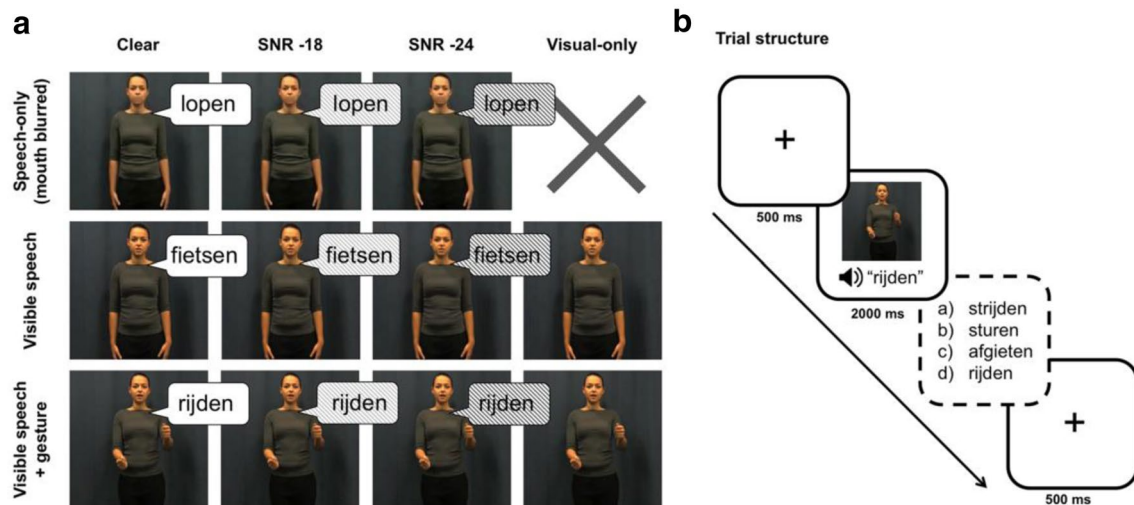 a
Clear
SNR -18
SNR -24
Visual-only
Speech-only
(mouth blurred)
lopen
lopen
lopen
Visible speech
fietsen
fietsen
fietsen
Visible speech
+ gesture
rijden
rijden
rijden
b
Trial structure
500 ms
"rijden"
2000 ms
a) strijden
b) sturen
c) afgieten
d) rijden
500 ms